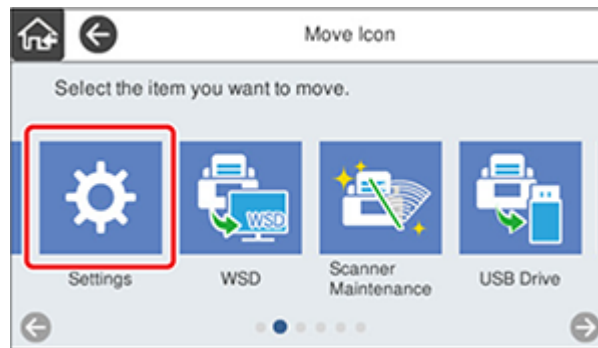 Move Icon
Select the item you want to move.
WSD
Settings
WSD
Scanner
Maintenance
USB Drive